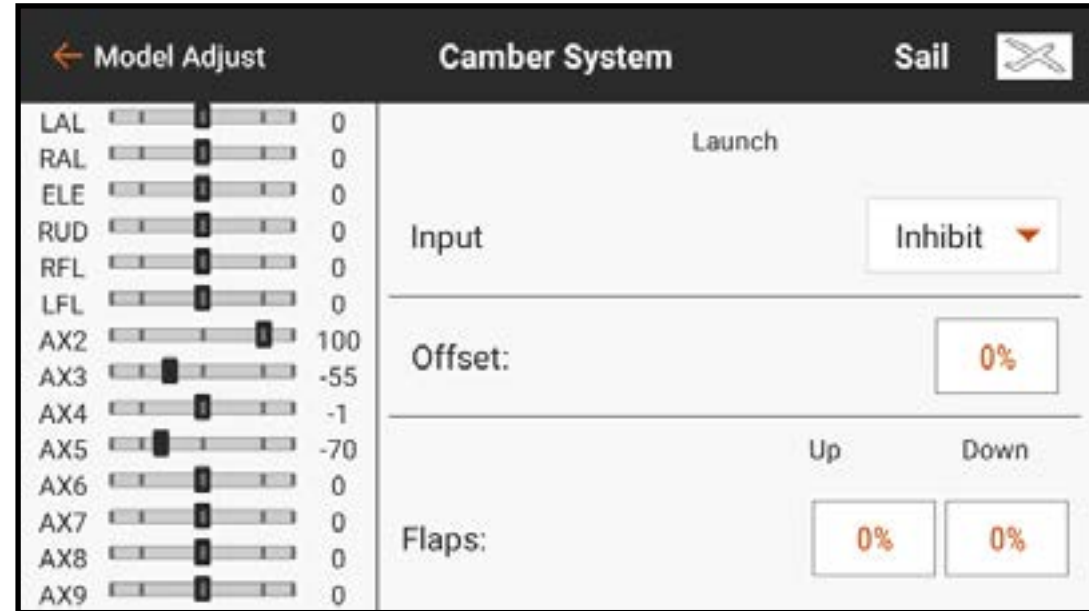 Model Adjust Camber System Sail
LAL 0
RAL 0
ELE 0
RUD 0
RFL 0
LFL 0
AX2 100
AX3 -55
AX4 -1
AX5 -70
AX6 0
AX7 0
AX8 0
AX9 0
Launch
Input Inhibit
Offset: 0%
Up Down
Flaps: 0% 0%